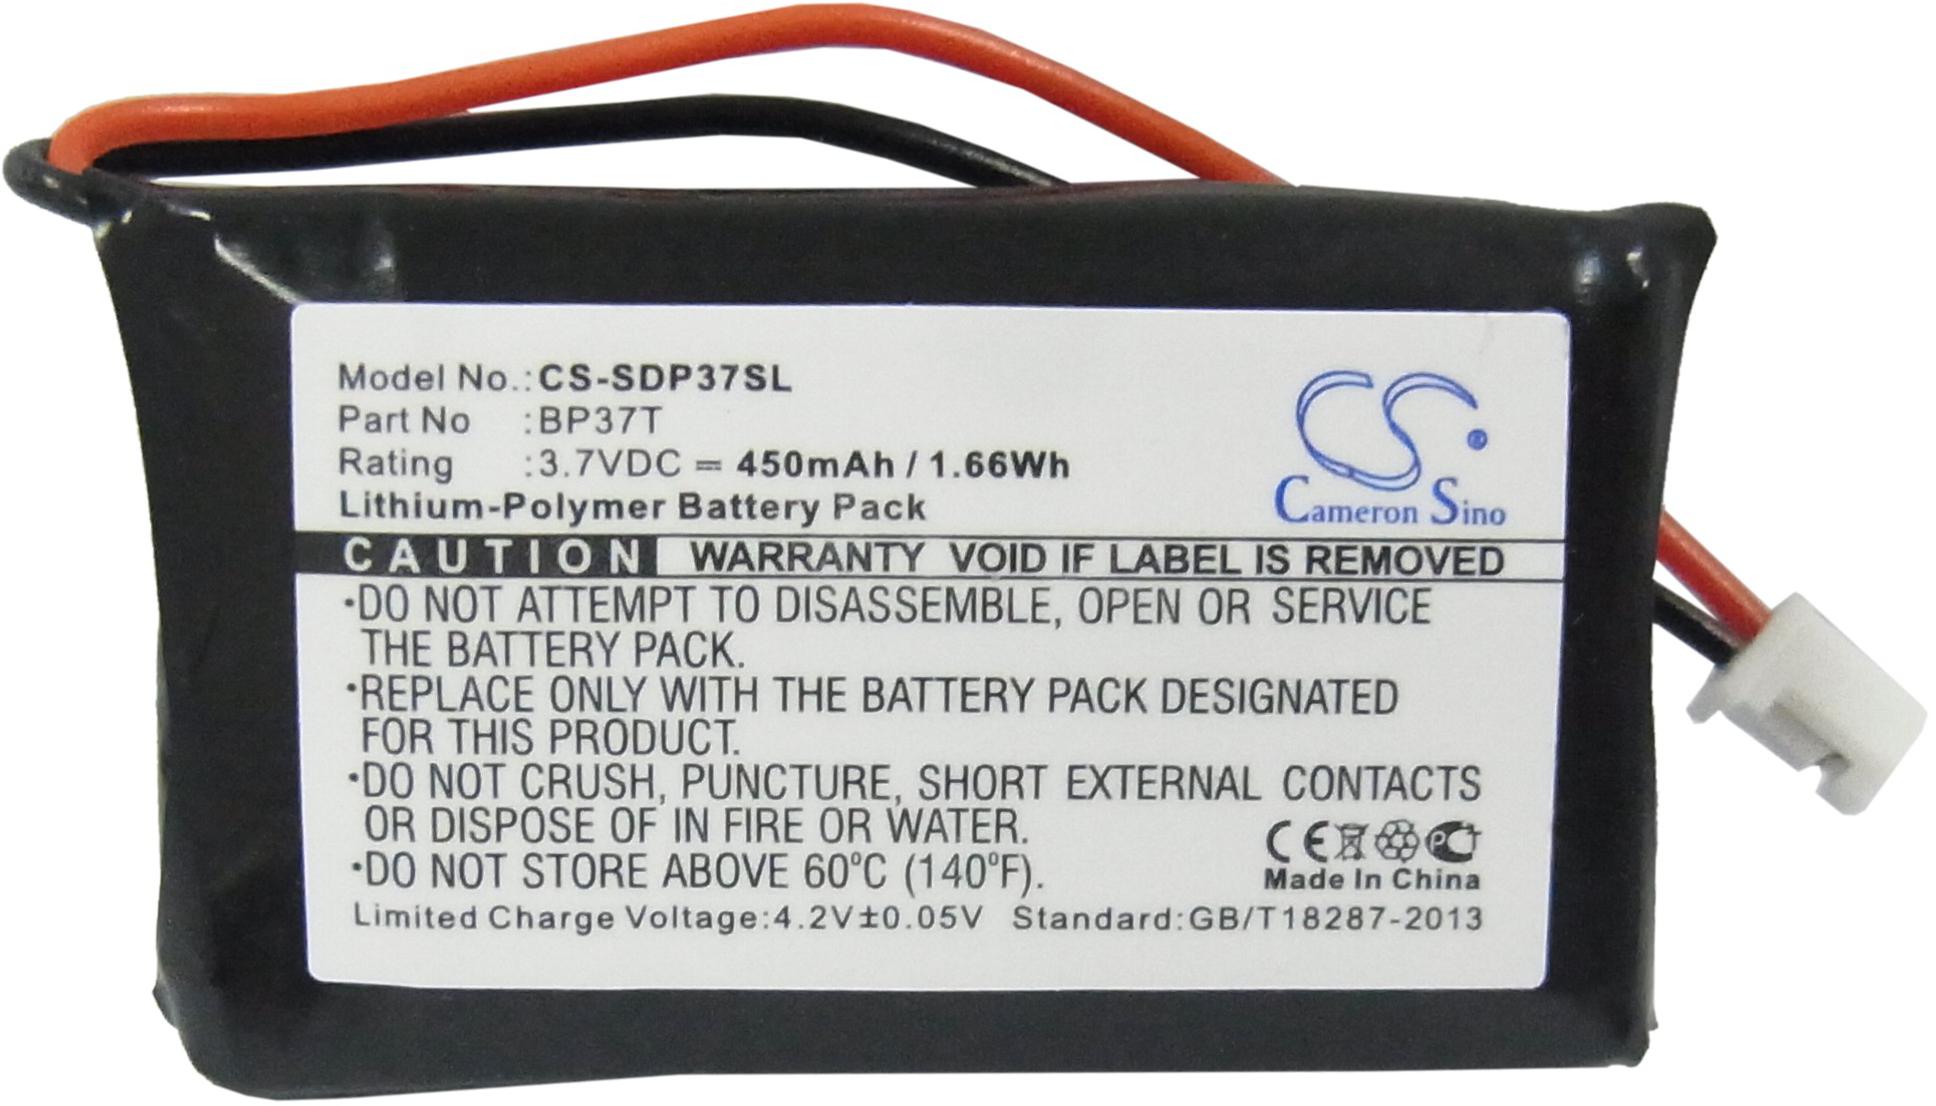 Model No.: CS-SDP37SL
Part No : BP37T
Rating : 3.7VDC = 450mAh / 1.66Wh
Lithium-Polymer Battery Pack
CS®
Cameron Sino
CAUTION WARRANTY VOID IF LABEL IS REMOVED
•DO NOT ATTEMPT TO DISASSEMBLE, OPEN OR SERVICE
THE BATTERY PACK.
•REPLACE ONLY WITH THE BATTERY PACK DESIGNATED
FOR THIS PRODUCT.
•DO NOT CRUSH, PUNCTURE, SHORT EXTERNAL CONTACTS
OR DISPOSE OF IN FIRE OR WATER.
•DO NOT STORE ABOVE 60ºC (140ºF).
CE
Made In China
Limited Charge Voltage:4.2V±0.05V Standard:GB/T18287-2013